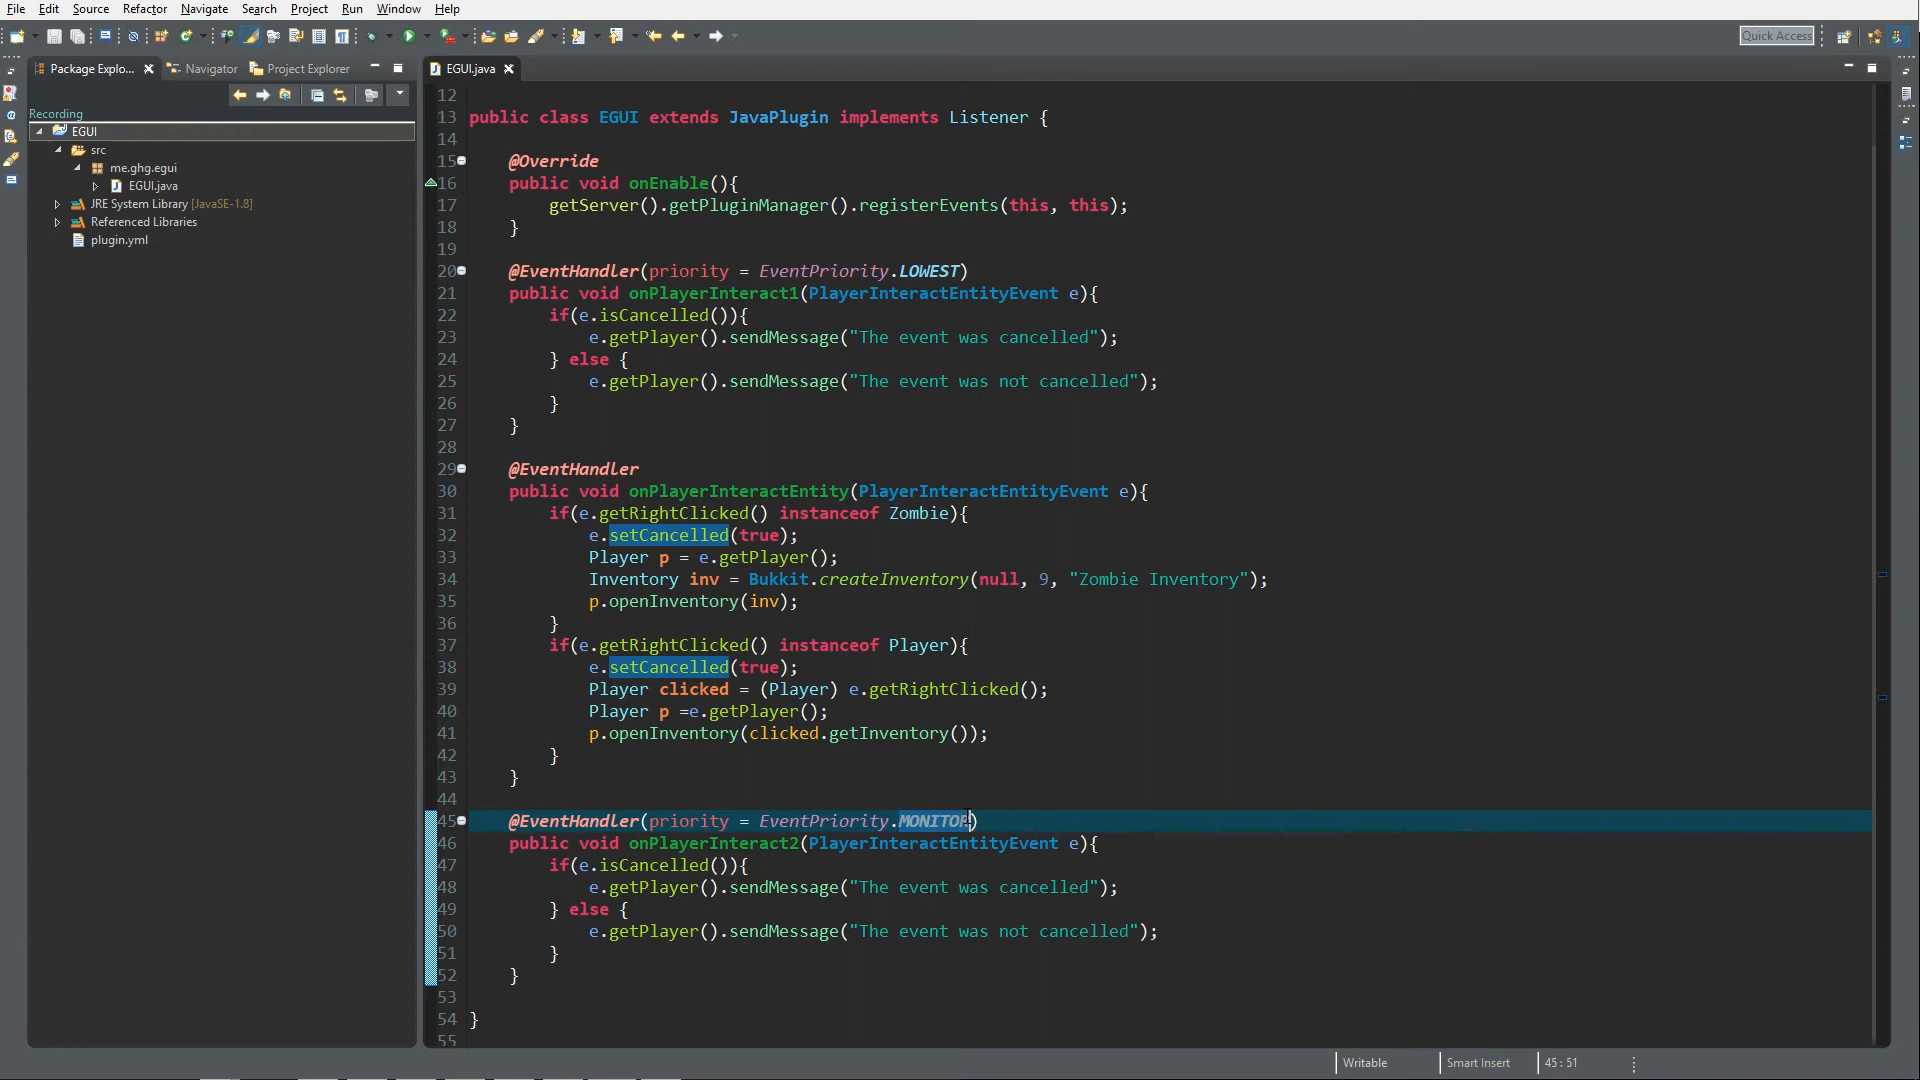 File Edit Source Refactor Navigate Search Project Run Window Help
Quick Access
Package Explo... Navigator Project Explorer
Recording
EGUI
src
me.ghg.egui
EGUI.java
JRE System Library [JavaSE-1.8]
Referenced Libraries
plugin.yml
EGUI.java
12
13 public class EGUI extends JavaPlugin implements Listener {
14
15 @Override
16 public void onEnable(){
17 getServer().getPluginManager().registerEvents(this, this);
18 }
19
20 @EventHandler(priority = EventPriority.LOWEST)
21 public void onPlayerInteract1(PlayerInteractEntityEvent e){
22 if(e.isCancelled()){
23 e.getPlayer().sendMessage("The event was cancelled");
24 } else {
25 e.getPlayer().sendMessage("The event was not cancelled");
26 }
27 }
28
29 @EventHandler
30 public void onPlayerInteractEntity(PlayerInteractEntityEvent e){
31 if(e.getRightClicked() instanceof Zombie){
32 e.setCancelled(true);
33 Player p = e.getPlayer();
34 Inventory inv = Bukkit.createInventory(null, 9, "Zombie Inventory");
35 p.openInventory(inv);
36 }
37 if(e.getRightClicked() instanceof Player){
38 e.setCancelled(true);
39 Player clicked = (Player) e.getRightClicked();
40 Player p =e.getPlayer();
41 p.openInventory(clicked.getInventory());
42 }
43 }
44
45 @EventHandler(priority = EventPriority.MONITOR)
46 public void onPlayerInteract2(PlayerInteractEntityEvent e){
47 if(e.isCancelled()){
48 e.getPlayer().sendMessage("The event was cancelled");
49 } else {
50 e.getPlayer().sendMessage("The event was not cancelled");
51 }
52 }
53
54 }
55
Writable Smart Insert 45 : 51